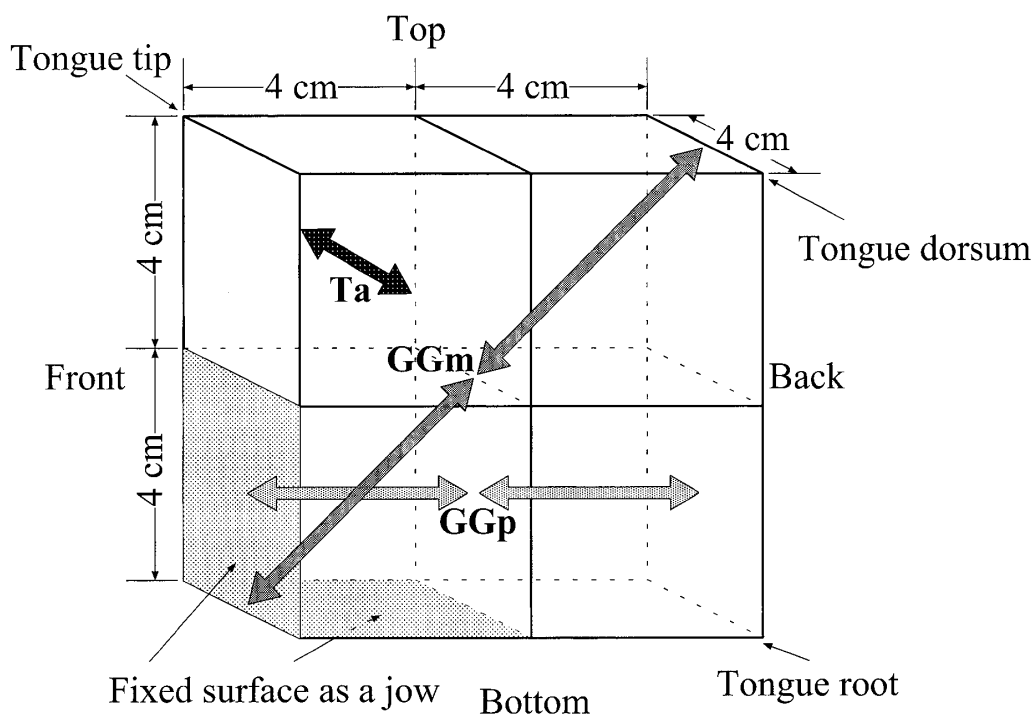 Top
Tongue tip
4 cm
4 cm
4 cm
4 cm
Tongue dorsum
Ta
GGm
Front
Back
4 cm
GGp
Fixed surface as a jow
Tongue root
Bottom